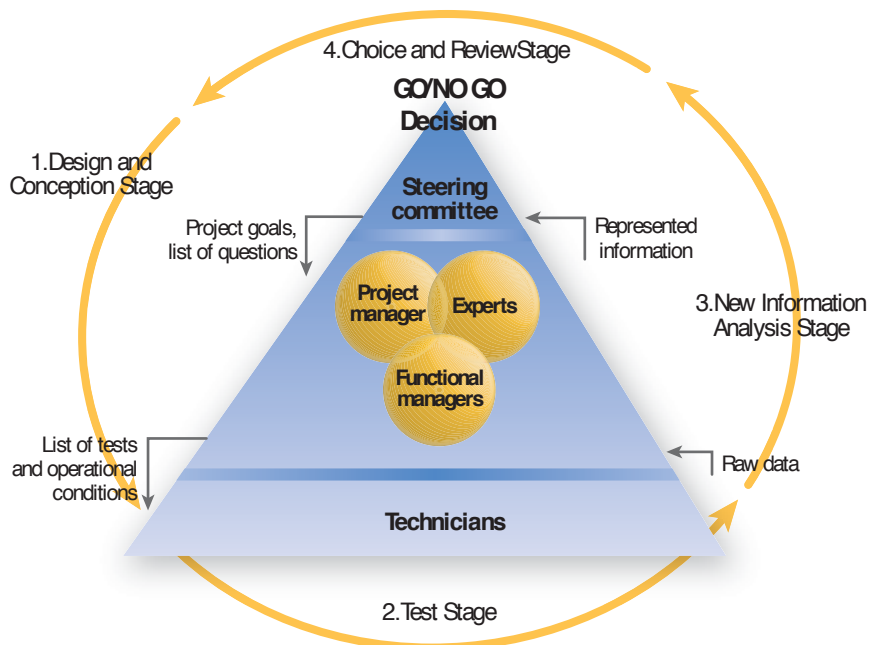 4.Choice and ReviewStage
GO/NO GO
Decision
1.Design and
Conception Stage
Steering
committee
Project goals,
list of questions
Represented
information
Project
manager
Experts
3.New Information
Analysis Stage
Functional
managers
List of tests
and operational
conditions
Raw data
Technicians
2.Test Stage